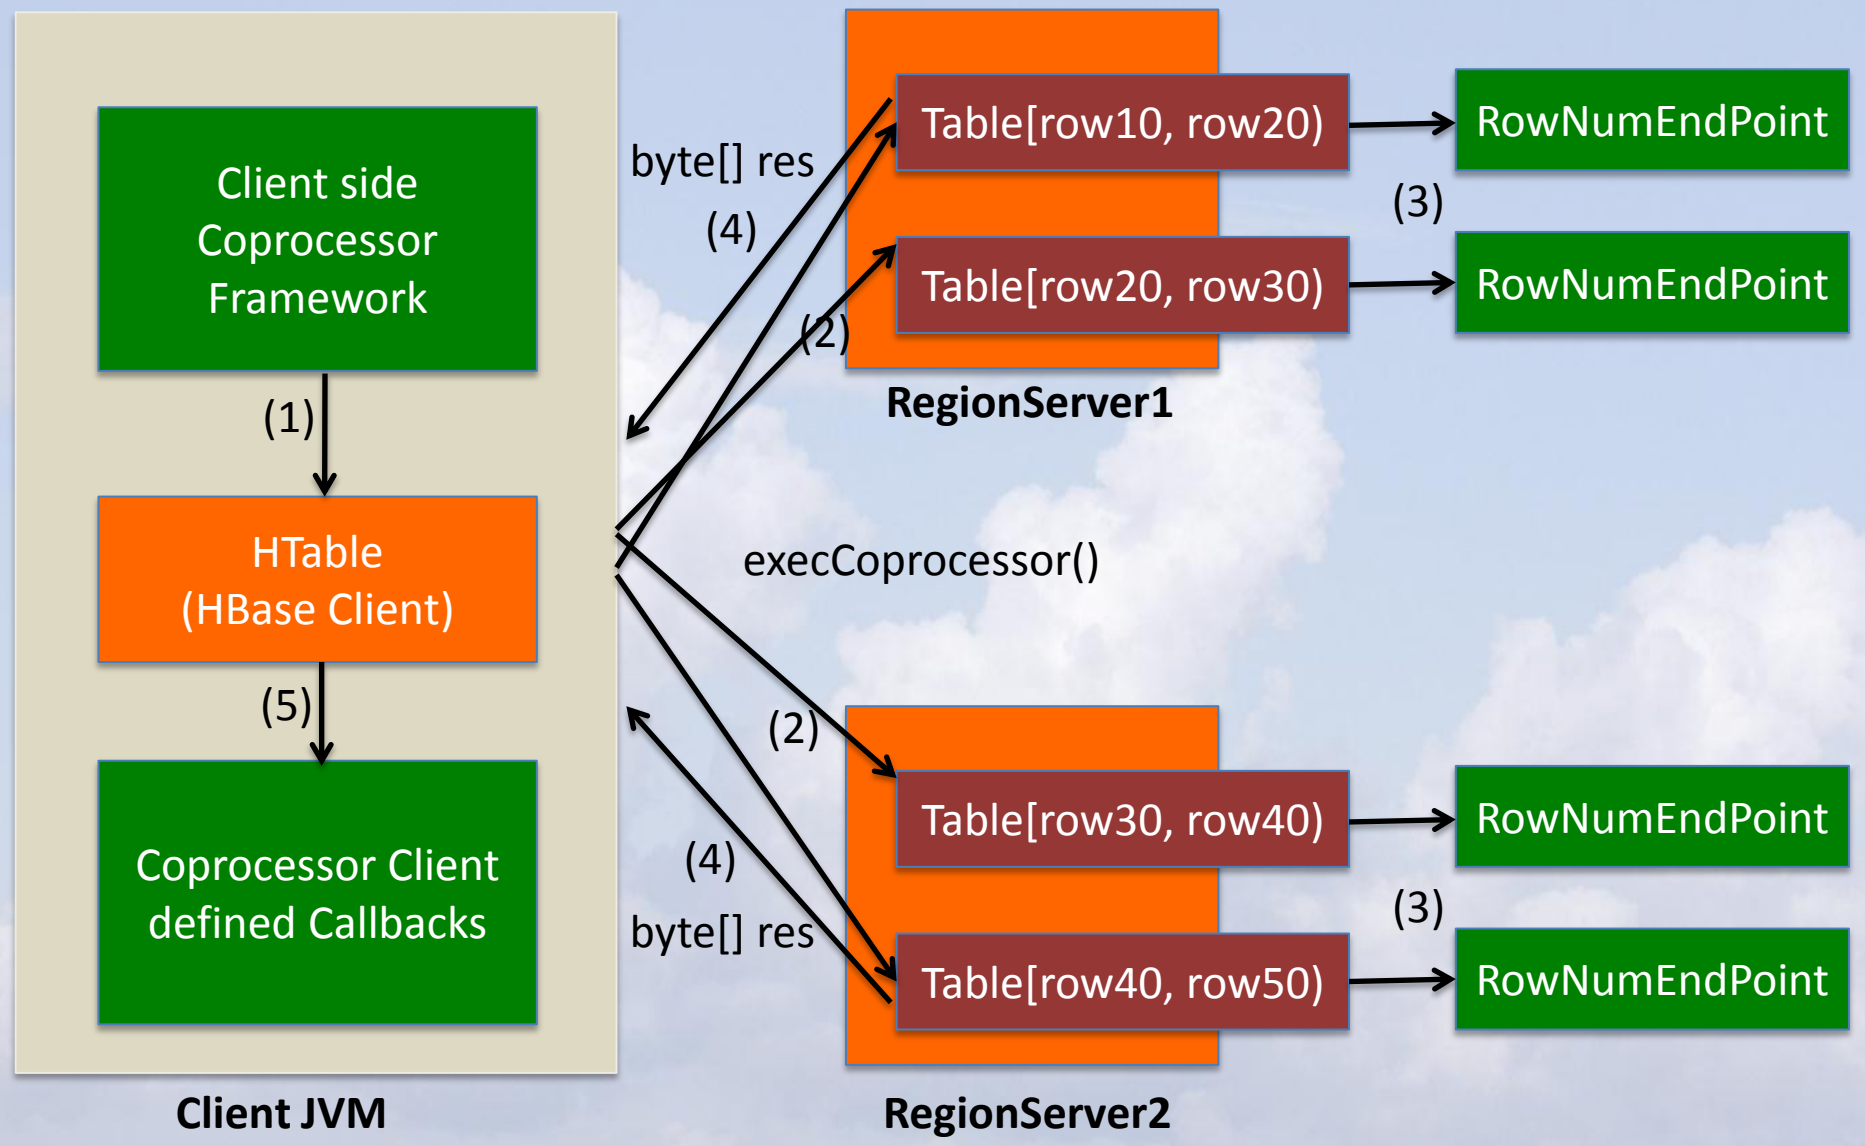 Client side
Coprocessor
Framework
(1)
HTable
(HBase Client)
(5)
Coprocessor Client
defined Callbacks
Client JVM
byte[] res
(4)
(2)
execCoprocessor()
(2)
(4)
byte[] res
Table[row10, row20)
Table[row20, row30)
RegionServer1
Table[row30, row40)
Table[row40, row50)
RegionServer2
RowNumEndPoint
(3)
RowNumEndPoint
RowNumEndPoint
(3)
RowNumEndPoint